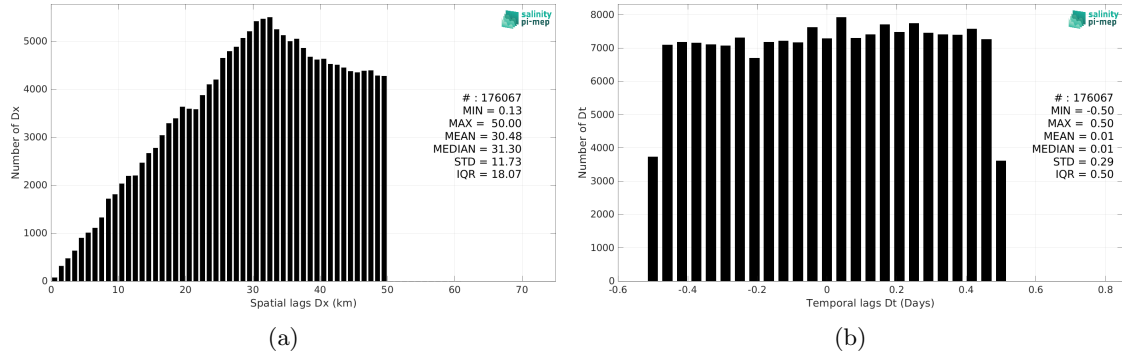 salinity
pi-mep
5000
4000
3000
2000
1000
0
Number of Dx
# : 176067
MIN = 0.13
MAX = 50.00
MEAN = 30.48
MEDIAN = 31.30
STD = 11.73
IQR = 18.07
0 10 20 30 40 50 60 70
Spatial lags Dx (km)
(a)
salinity
pi-mep
8000
7000
6000
5000
4000
3000
2000
1000
0
Number of Dt
# : 176067
MIN = -0.50
MAX = 0.50
MEAN = 0.01
MEDIAN = 0.01
STD = 0.29
IQR = 0.50
-0.6 -0.4 -0.2 0 0.2 0.4 0.6 0.8
Temporal lags Dt (Days)
(b)